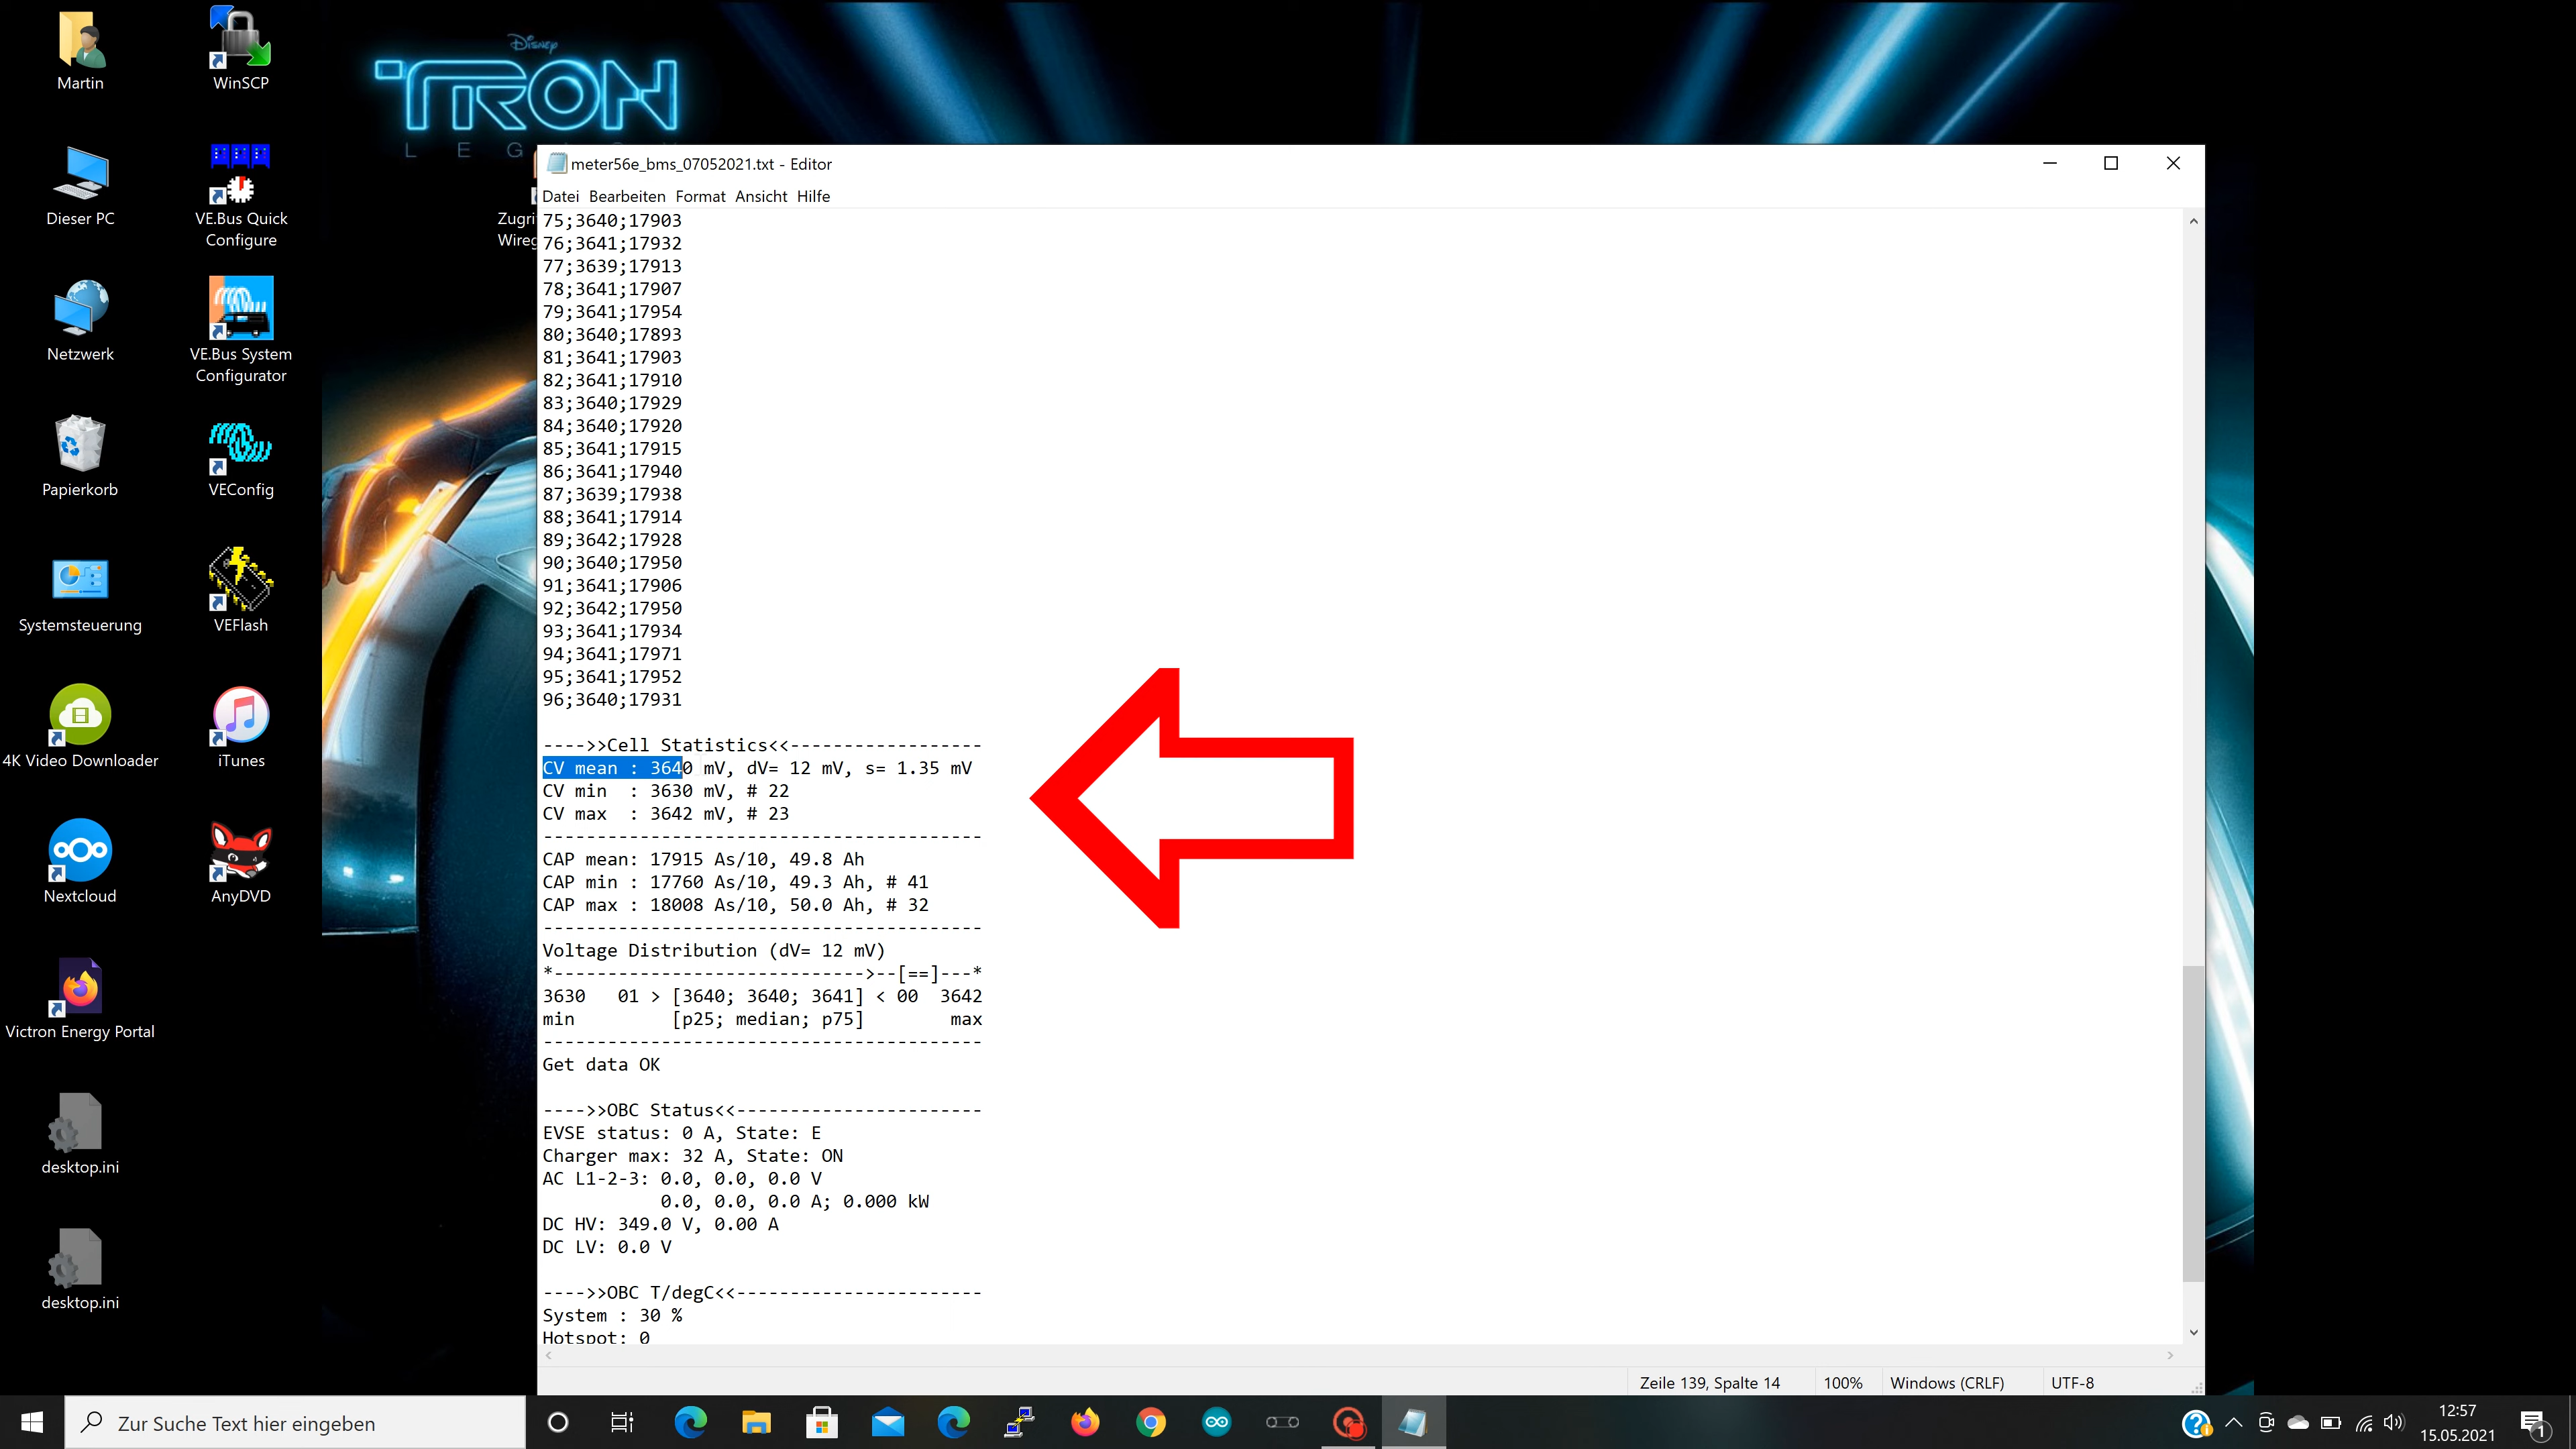 Martin
WinSCP
Disney
TRON
Dieser PC
VE.Bus Quick
Configure
Netzwerk
VE.Bus System
Configurator
Papierkorb
VEConfig
Systemsteuerung
VEFlash
4K Video Downloader
iTunes
Nextcloud
AnyDVD
Victron Energy Portal
desktop.ini
desktop.ini
meter56e_bms_07052021.txt - Editor
Datei Bearbeiten Format Ansicht Hilfe
75;3640;17903
76;3641;17932
77;3639;17913
78;3641;17907
79;3641;17954
80;3640;17893
81;3641;17903
82;3641;17910
83;3640;17929
84;3640;17920
85;3641;17915
86;3641;17940
87;3639;17938
88;3641;17914
89;3642;17928
90;3640;17950
91;3641;17906
92;3642;17950
93;3641;17934
94;3641;17971
95;3641;17952
96;3640;17931
---->>Cell Statistics<<------------------
CV mean : 3640 mV, dV= 12 mV, s= 1.35 mV
CV min  : 3630 mV, # 22
CV max  : 3642 mV, # 23
-----------------------------------------
CAP mean: 17915 As/10, 49.8 Ah
CAP min : 17760 As/10, 49.3 Ah, # 41
CAP max : 18008 As/10, 50.0 Ah, # 32
-----------------------------------------
Voltage Distribution (dV= 12 mV)
*----------------------------->--[==]---*
3630   01 > [3640; 3640; 3641] < 00  3642
min         [p25; median; p75]        max
-----------------------------------------
Get data OK
---->>OBC Status<<-----------------------
EVSE status: 0 A, State: E
Charger max: 32 A, State: ON
AC L1-2-3: 0.0, 0.0, 0.0 V
0.0, 0.0, 0.0 A; 0.000 kW
DC HV: 349.0 V, 0.00 A
DC LV: 0.0 V
---->>OBC T/degC<<-----------------------
System : 30 %
Hotspot: 0
Zeile 139, Spalte 14
100%
Windows (CRLF)
UTF-8
Zur Suche Text hier eingeben
12:57
15.05.2021
1